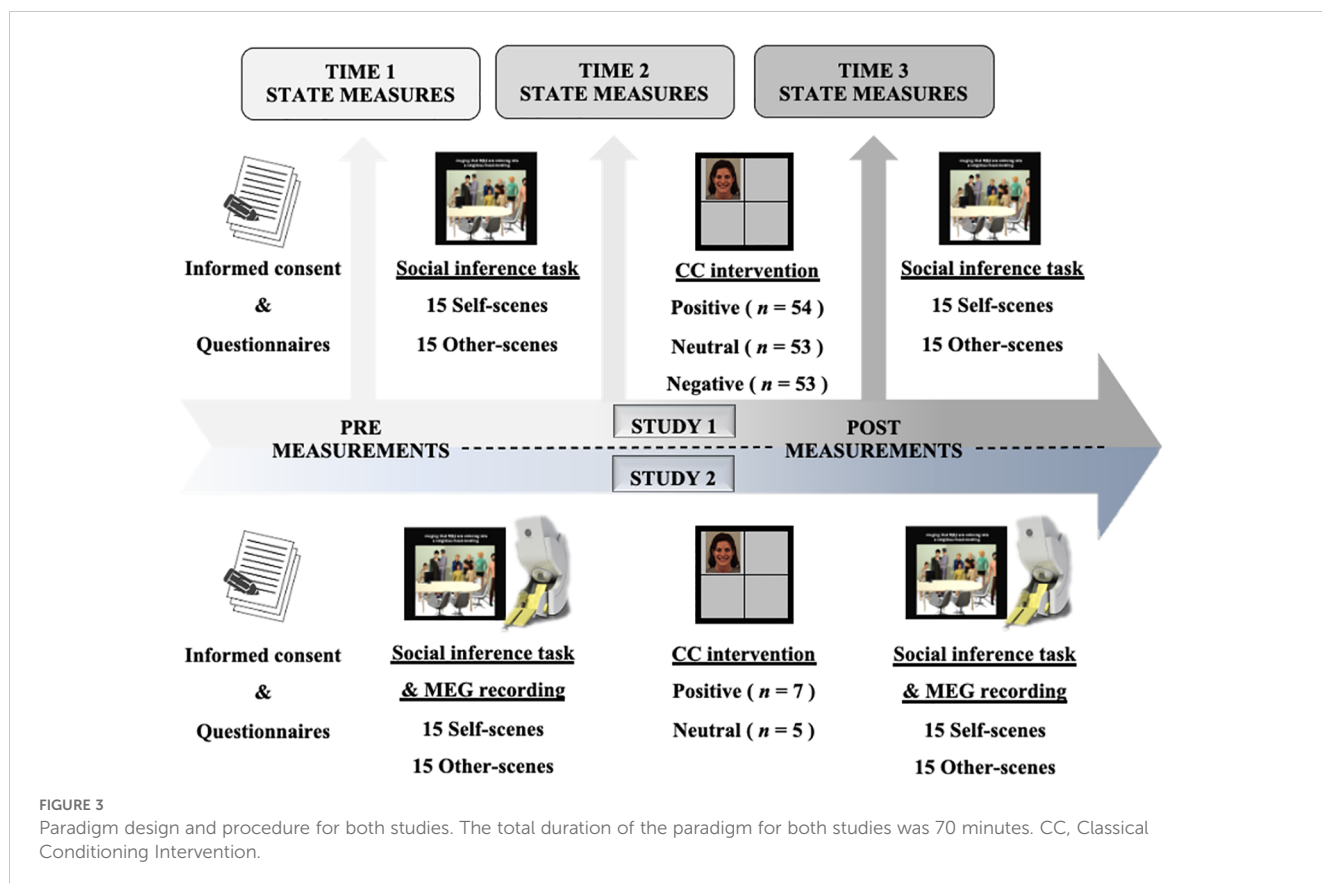 TIME 1
STATE MEASURES
TIME 2
STATE MEASURES
TIME 3
STATE MEASURES
Informed consent
&
Questionnaires
Social inference task
15 Self-scenes
15 Other-scenes
CC intervention
Positive ( n = 54 )
Neutral ( n = 53 )
Negative ( n = 53 )
Social inference task
15 Self-scenes
15 Other-scenes
PRE
MEASUREMENTS
STUDY 1
STUDY 2
POST
MEASUREMENTS
Informed consent
&
Questionnaires
Social inference task
& MEG recording
15 Self-scenes
15 Other-scenes
CC intervention
Positive ( n = 7 )
Neutral ( n = 5 )
Social inference task
& MEG recording
15 Self-scenes
15 Other-scenes
FIGURE 3
Paradigm design and procedure for both studies. The total duration of the paradigm for both studies was 70 minutes. CC, Classical
Conditioning Intervention.